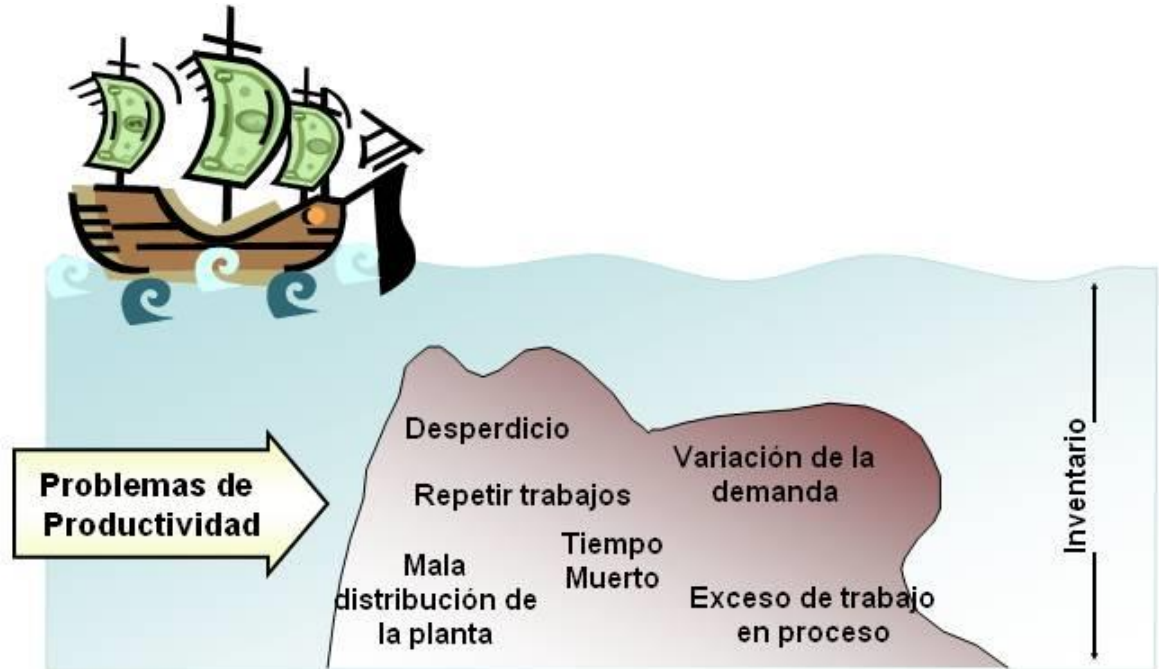 Problemas de
Productividad
Desperdicio
Repetir trabajos
Mala
distribución de
la planta
Tiempo
Muerto
Variación de la
demanda
Exceso de trabajo
en proceso
Inventario